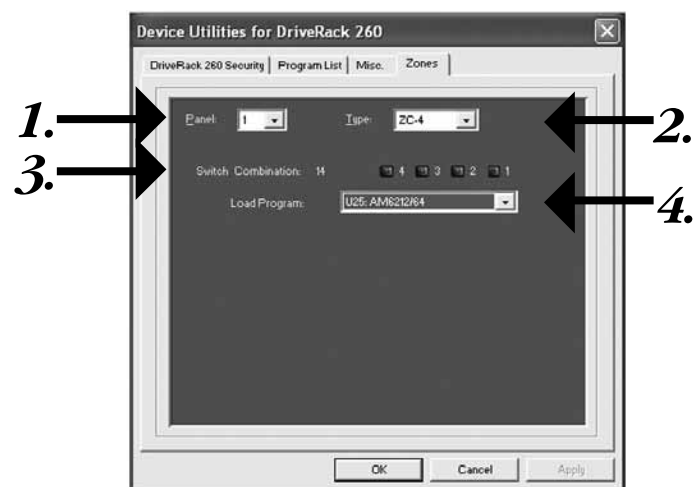 Device Utilities for DriveRack 260
DriveRack 260 Security Program List Misc. Zones
1. Panel: 1 Type: ZC-4 2.
3. Switch Combination: 14 4 3 2 1
Load Program: U25: AM6212/64 4.
OK Cancel Apply